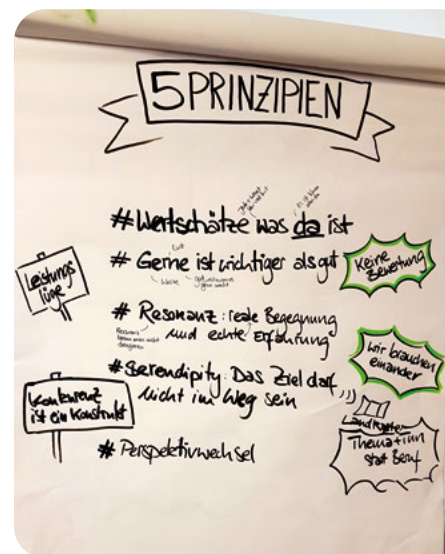 5 PRINZIPIEN
# Wertschätze was da ist
# Gerne ist wichtiger als gut
Keine
Bewertung
Leistungs
lüge
# Resonanz: reale Begegnung
und echte Erfahrung
wir brauchen
einander
# Serendipity: Das Ziel darf
nicht im Weg sein
Konkurrenz
ist ein Konstrukt
Landkarten
Thema + inn
statt Beruf
# Perspektivwechsel